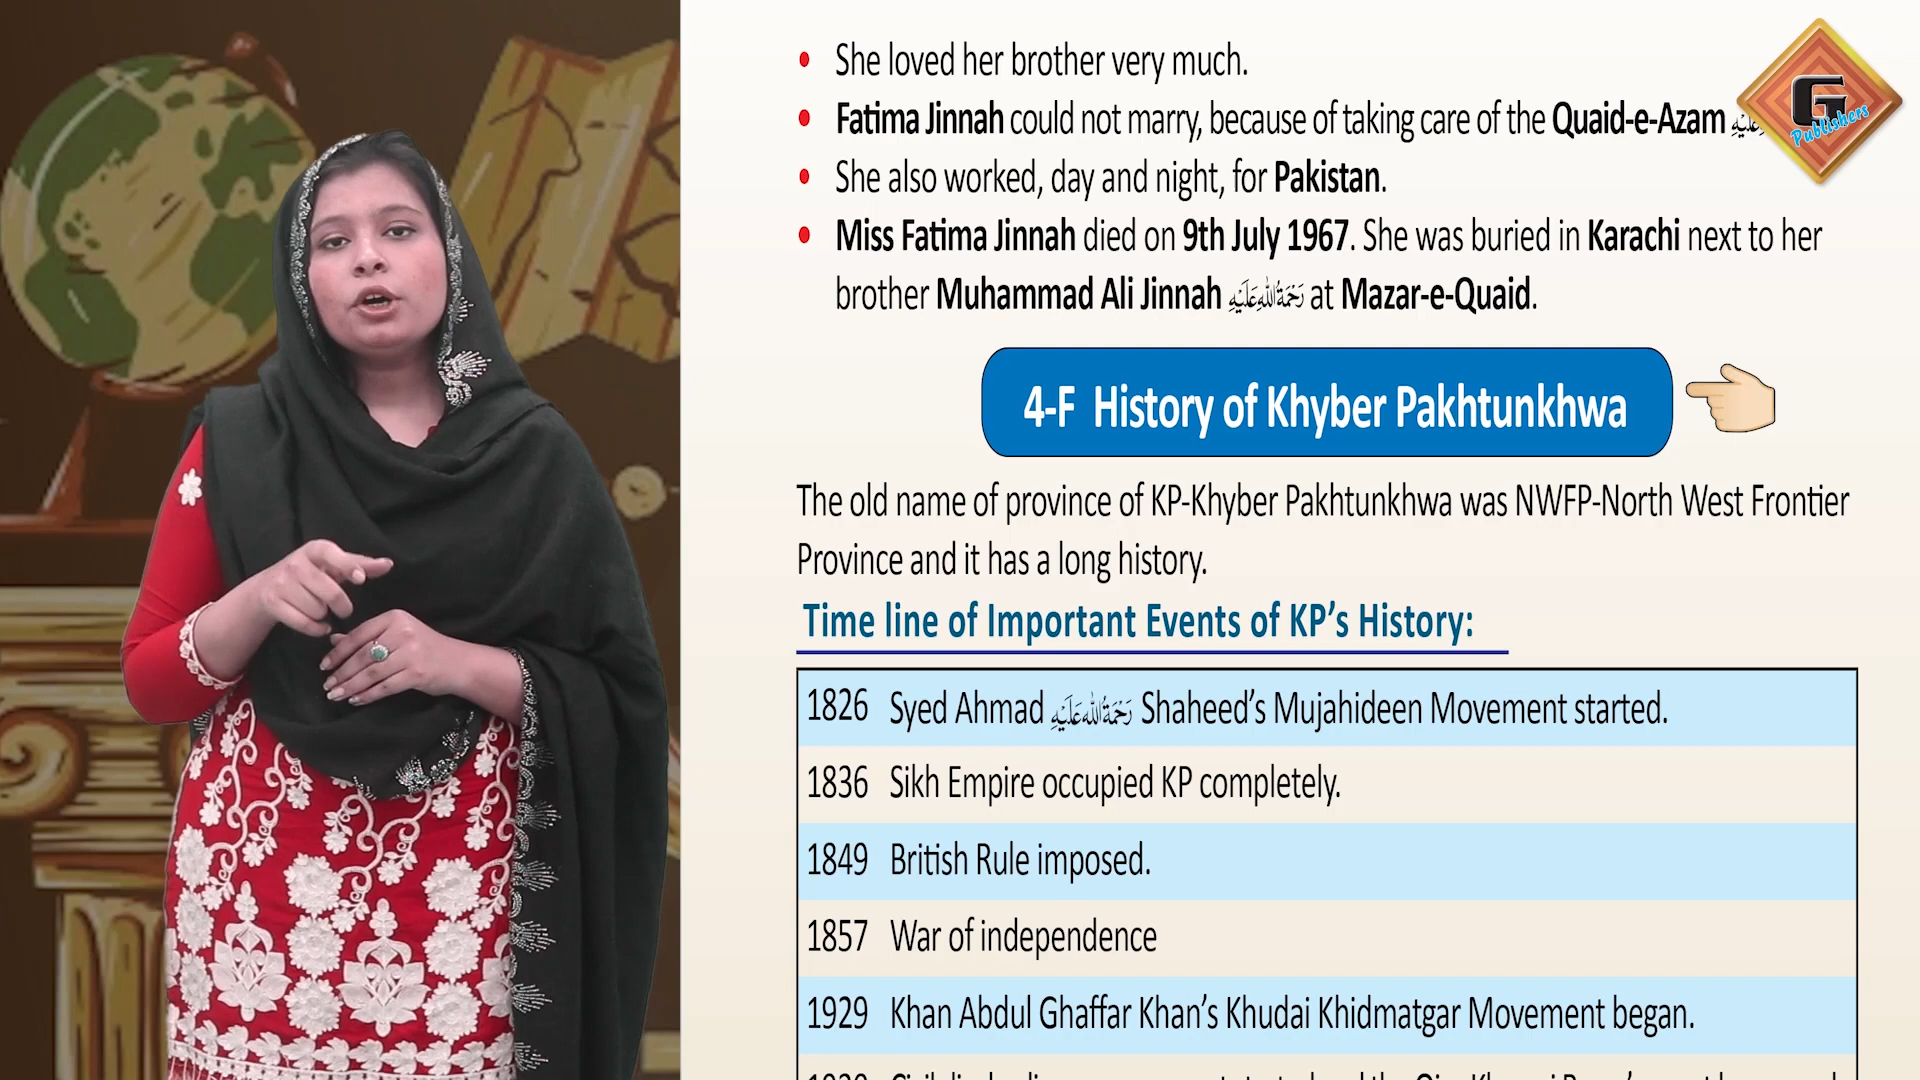 • She loved her brother very much.
• Fatima Jinnah could not marry, because of taking care of the Quaid-e-Azam
• She also worked, day and night, for Pakistan.
• Miss Fatima Jinnah died on 9th July 1967. She was buried in Karachi next to her
brother Muhammad Ali Jinnah رَحْمَةُ اللهِ عَلَيْهِ at Mazar-e-Quaid.
G
Publishers
4-F History of Khyber Pakhtunkhwa
The old name of province of KP-Khyber Pakhtunkhwa was NWFP-North West Frontier
Province and it has a long history.
Time line of Important Events of KP’s History:
1826 Syed Ahmad رَحْمَةُ اللهِ عَلَيْهِ Shaheed’s Mujahideen Movement started.
1836 Sikh Empire occupied KP completely.
1849 British Rule imposed.
1857 War of independence
1929 Khan Abdul Ghaffar Khan’s Khudai Khidmatgar Movement began.